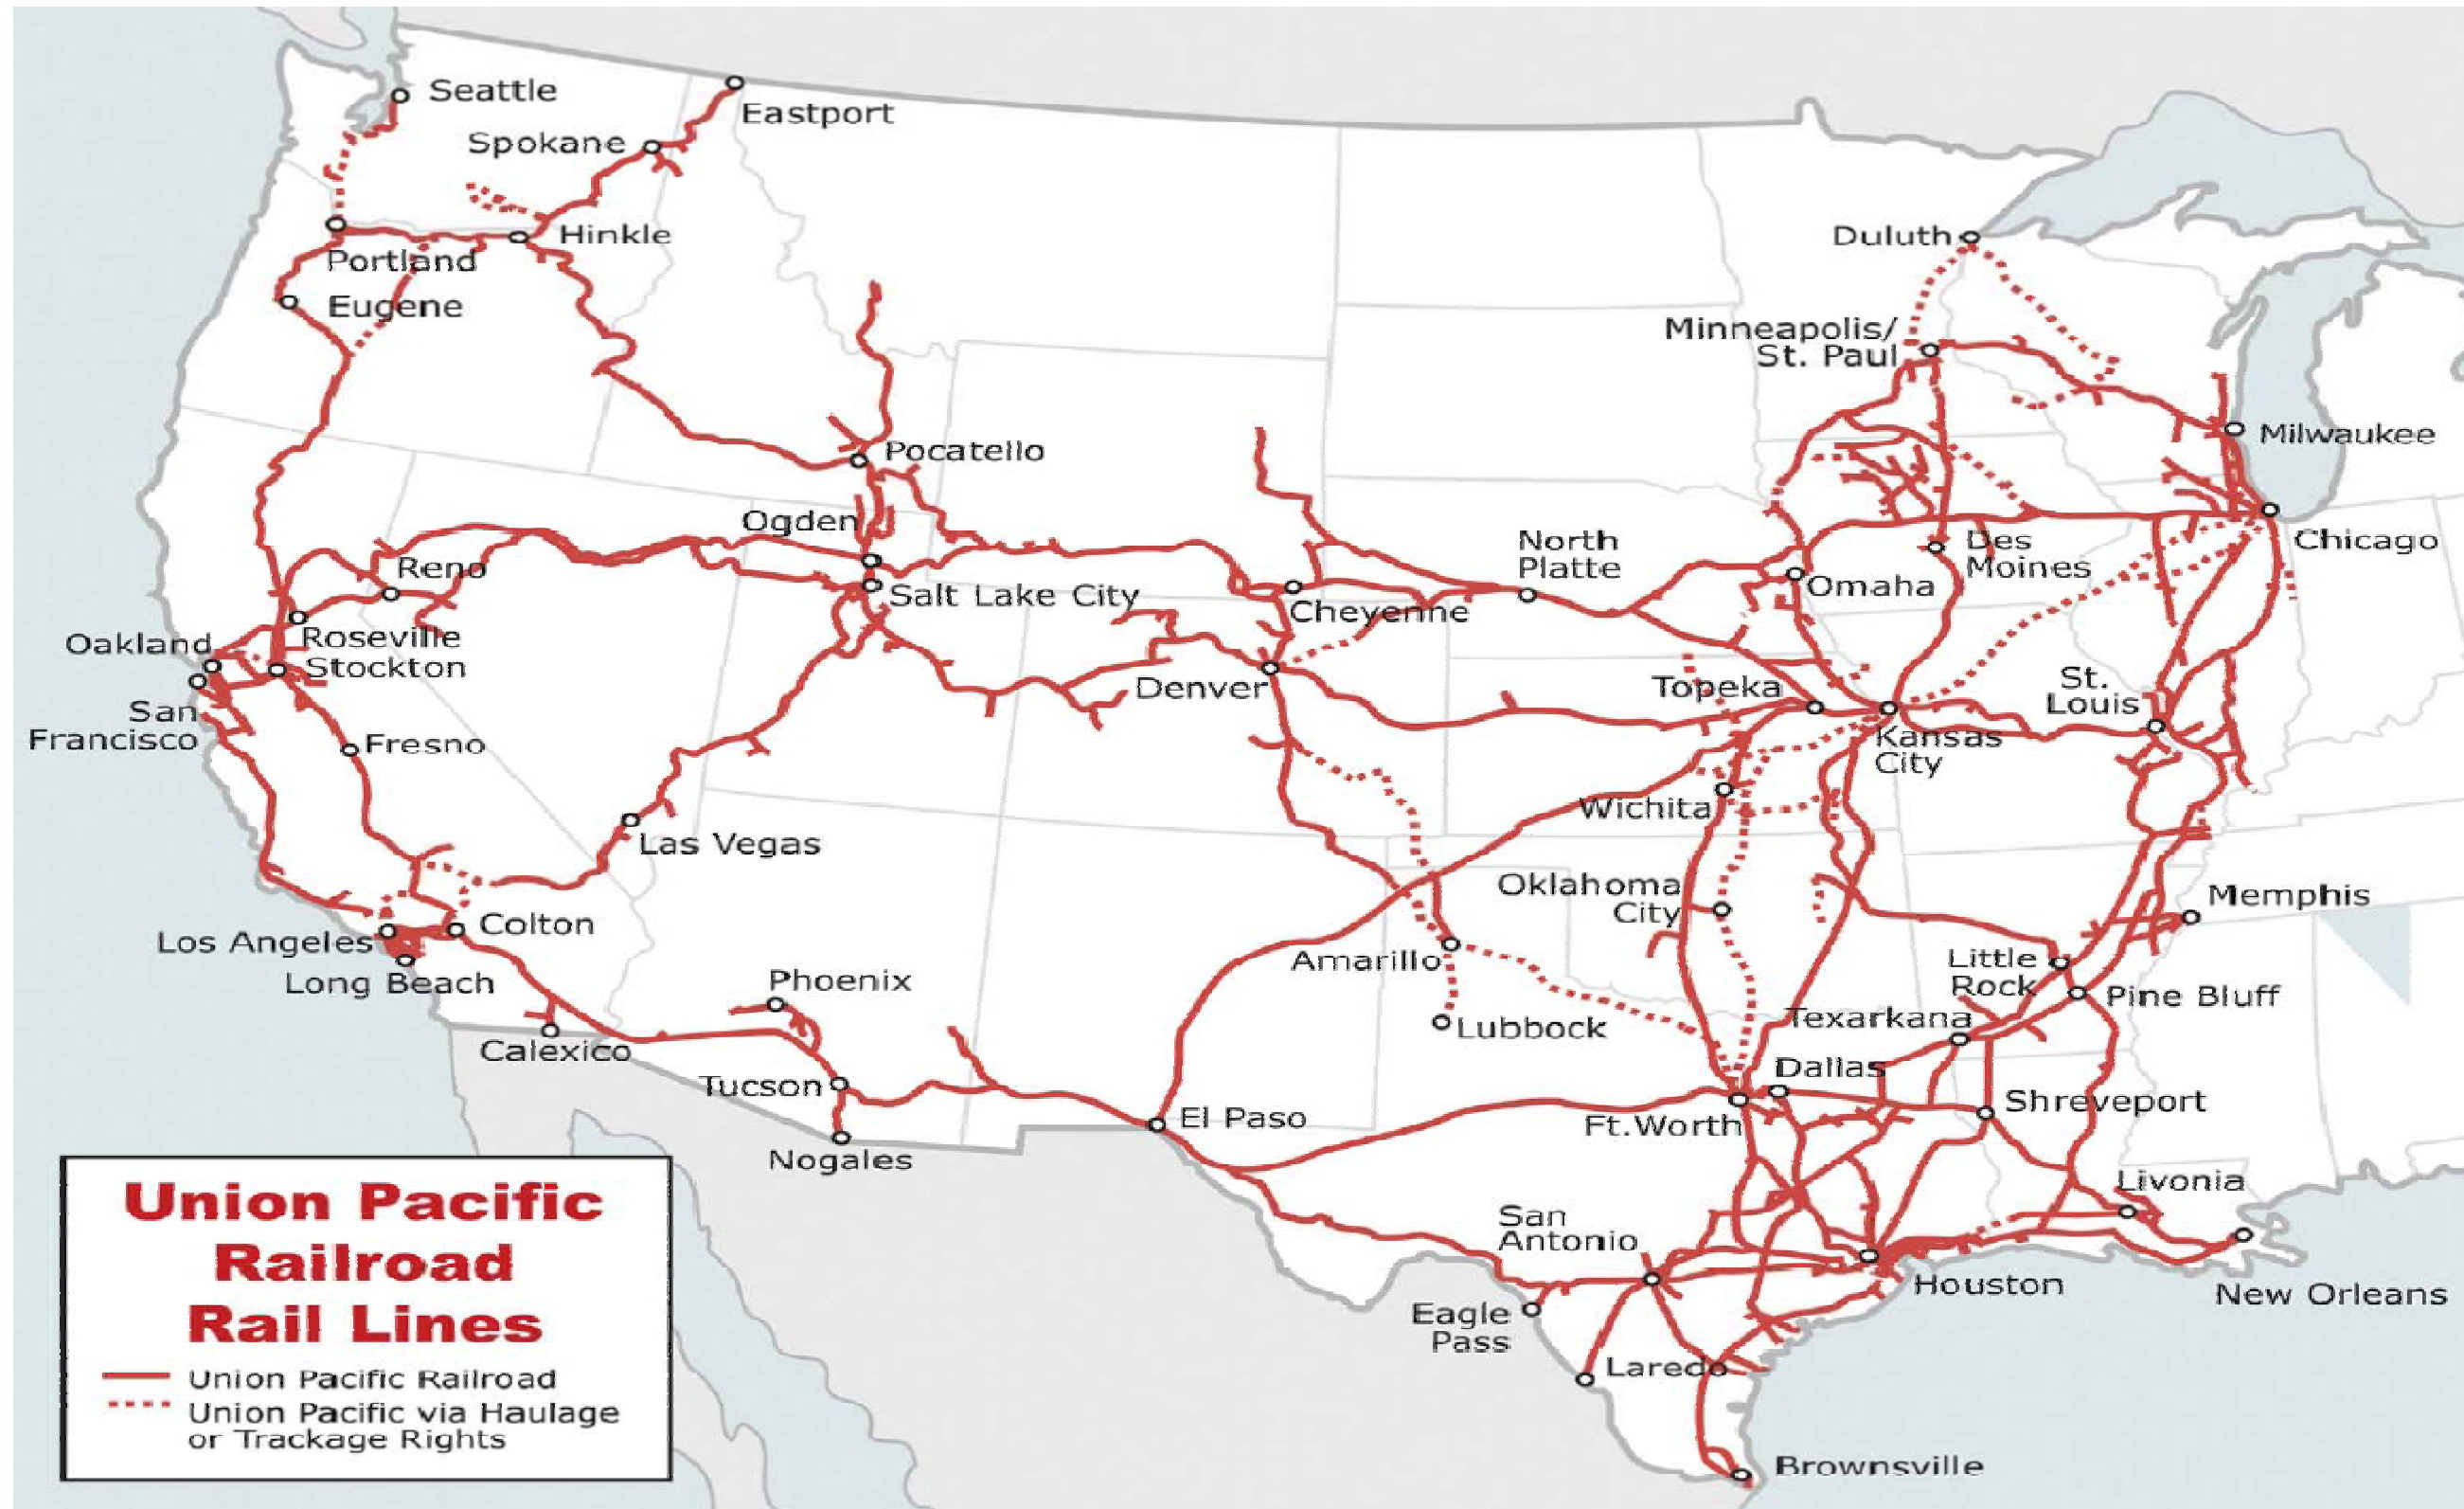 Seattle
Eastport
Spokane
Hinkle
Portland
Eugene
Duluth
Minneapolis/
St. Paul
Milwaukee
Pocatello
Ogden
North
Platte
Des
Moines
Chicago
Reno
Salt Lake City
Cheyenne
Omaha
Oakland
Roseville
Stockton
Denver
Topeka
St.
Louis
San
Francisco
Fresno
Kansas
City
Las Vegas
Wichita
Oklahoma
City
Memphis
Colton
Los Angeles
Long Beach
Amarillo
Little
Rock
Pine Bluff
Phoenix
Lubbock
Texarkana
Calexico
Tucson
Dallas
El Paso
Ft.Worth
Shreveport
Nogales
Livonia
San
Antonio
Houston
New Orleans
Eagle
Pass
Laredo
Brownsville
Union Pacific
Railroad
Rail Lines
Union Pacific Railroad
Union Pacific via Haulage
or Trackage Rights